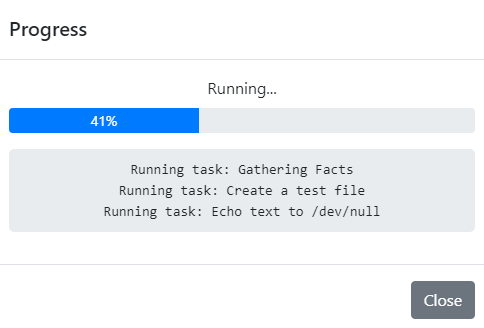 Progress
Running...
41%
Running task: Gathering Facts
Running task: Create a test file
Running task: Echo text to /dev/null
Close